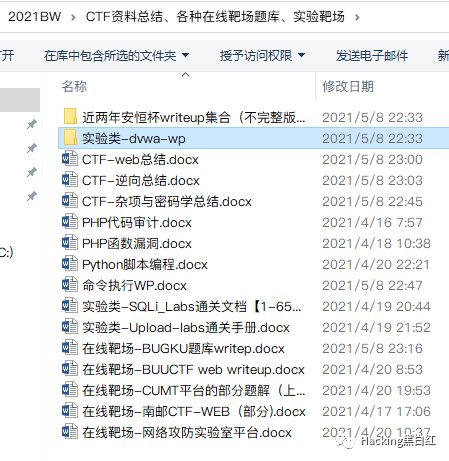 2021BW > CTF资料总结、各种在线靶场题库、实验靶场
打开 在库中包含所选的文件夹 授予访问权限 发送电子邮件 新
名称 修改日期
近两年安恒杯writeup集合（不完整版... 2021/5/8 22:33
实验类-dvwa-wp 2021/5/8 22:33
CTF-web总结.docx 2021/5/8 23:00
CTF-逆向总结.docx 2021/5/8 23:03
CTF-杂项与密码学总结.docx 2021/5/8 22:45
PHP代码审计.docx 2021/4/16 7:57
PHP函数漏洞.docx 2021/4/18 10:38
Python脚本编程.docx 2021/4/20 22:21
命令执行WP.docx 2021/5/8 22:47
实验类-SQLi_Labs通关文档【1-65... 2021/4/19 20:44
实验类-Upload-labs通关手册.docx 2021/4/19 21:52
在线靶场-BUGKU题库writep.docx 2021/5/8 23:16
在线靶场-BUUCTF web writeup.docx 2021/4/20 8:53
在线靶场-CUMT平台的部分题解（上... 2021/4/20 19:53
在线靶场-南邮CTF-WEB（部分).docx 2021/4/17 17:06
在线靶场-网络攻防实验室平台.docx 2021/4/20 10:37
C:)
Hacking黑白红